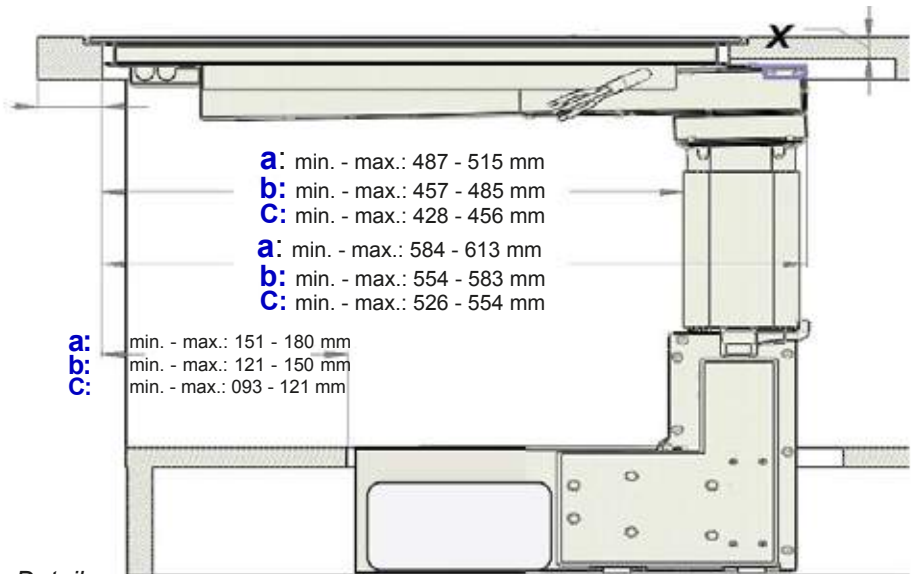 X
a: min. - max.: 487 - 515 mm
b: min. - max.: 457 - 485 mm
C: min. - max.: 428 - 456 mm
a: min. - max.: 584 - 613 mm
b: min. - max.: 554 - 583 mm
C: min. - max.: 526 - 554 mm
a: min. - max.: 151 - 180 mm
b: min. - max.: 121 - 150 mm
C: min. - max.: 093 - 121 mm